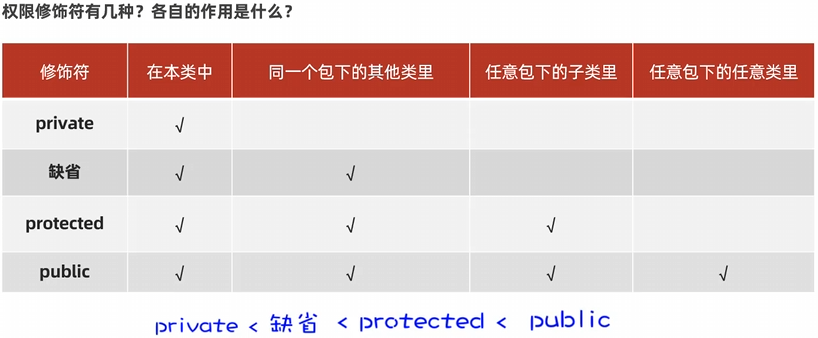 权限修饰符有几种？各自的作用是什么？
修饰符 在本类中 同一个包下的其他类里 任意包下的子类里 任意包下的任意类里
private √
缺省 √ √
protected √ √ √
public √ √ √ √
private < 缺省 < protected < public